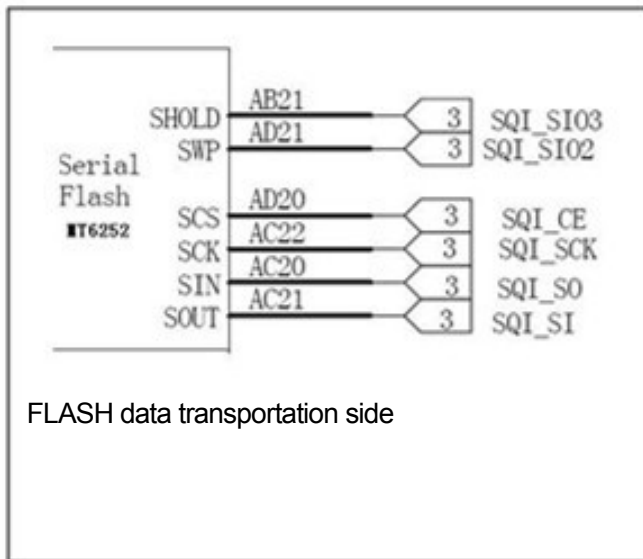 SHOLD AB21 3 SQI_SIO3
SWP AD21 3 SQI_SIO2
Serial
Flash
MT6252
SCS AD20 3 SQI_CE
SCK AC22 3 SQI_SCK
SIN AC20 3 SQI_SO
SOUT AC21 3 SQI_SI
FLASH data transportation side